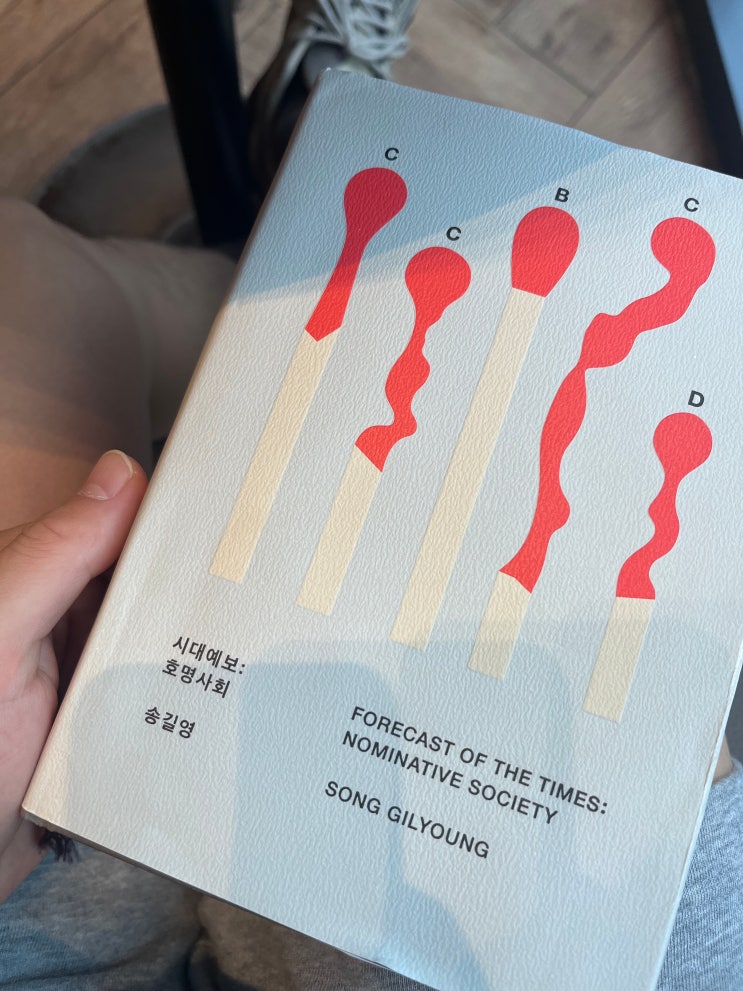 C
C
B
C
D
시대예보:
호명사회
송길영
FORECAST OF THE TIMES:
NOMINATIVE SOCIETY
SONG GILYOUNG